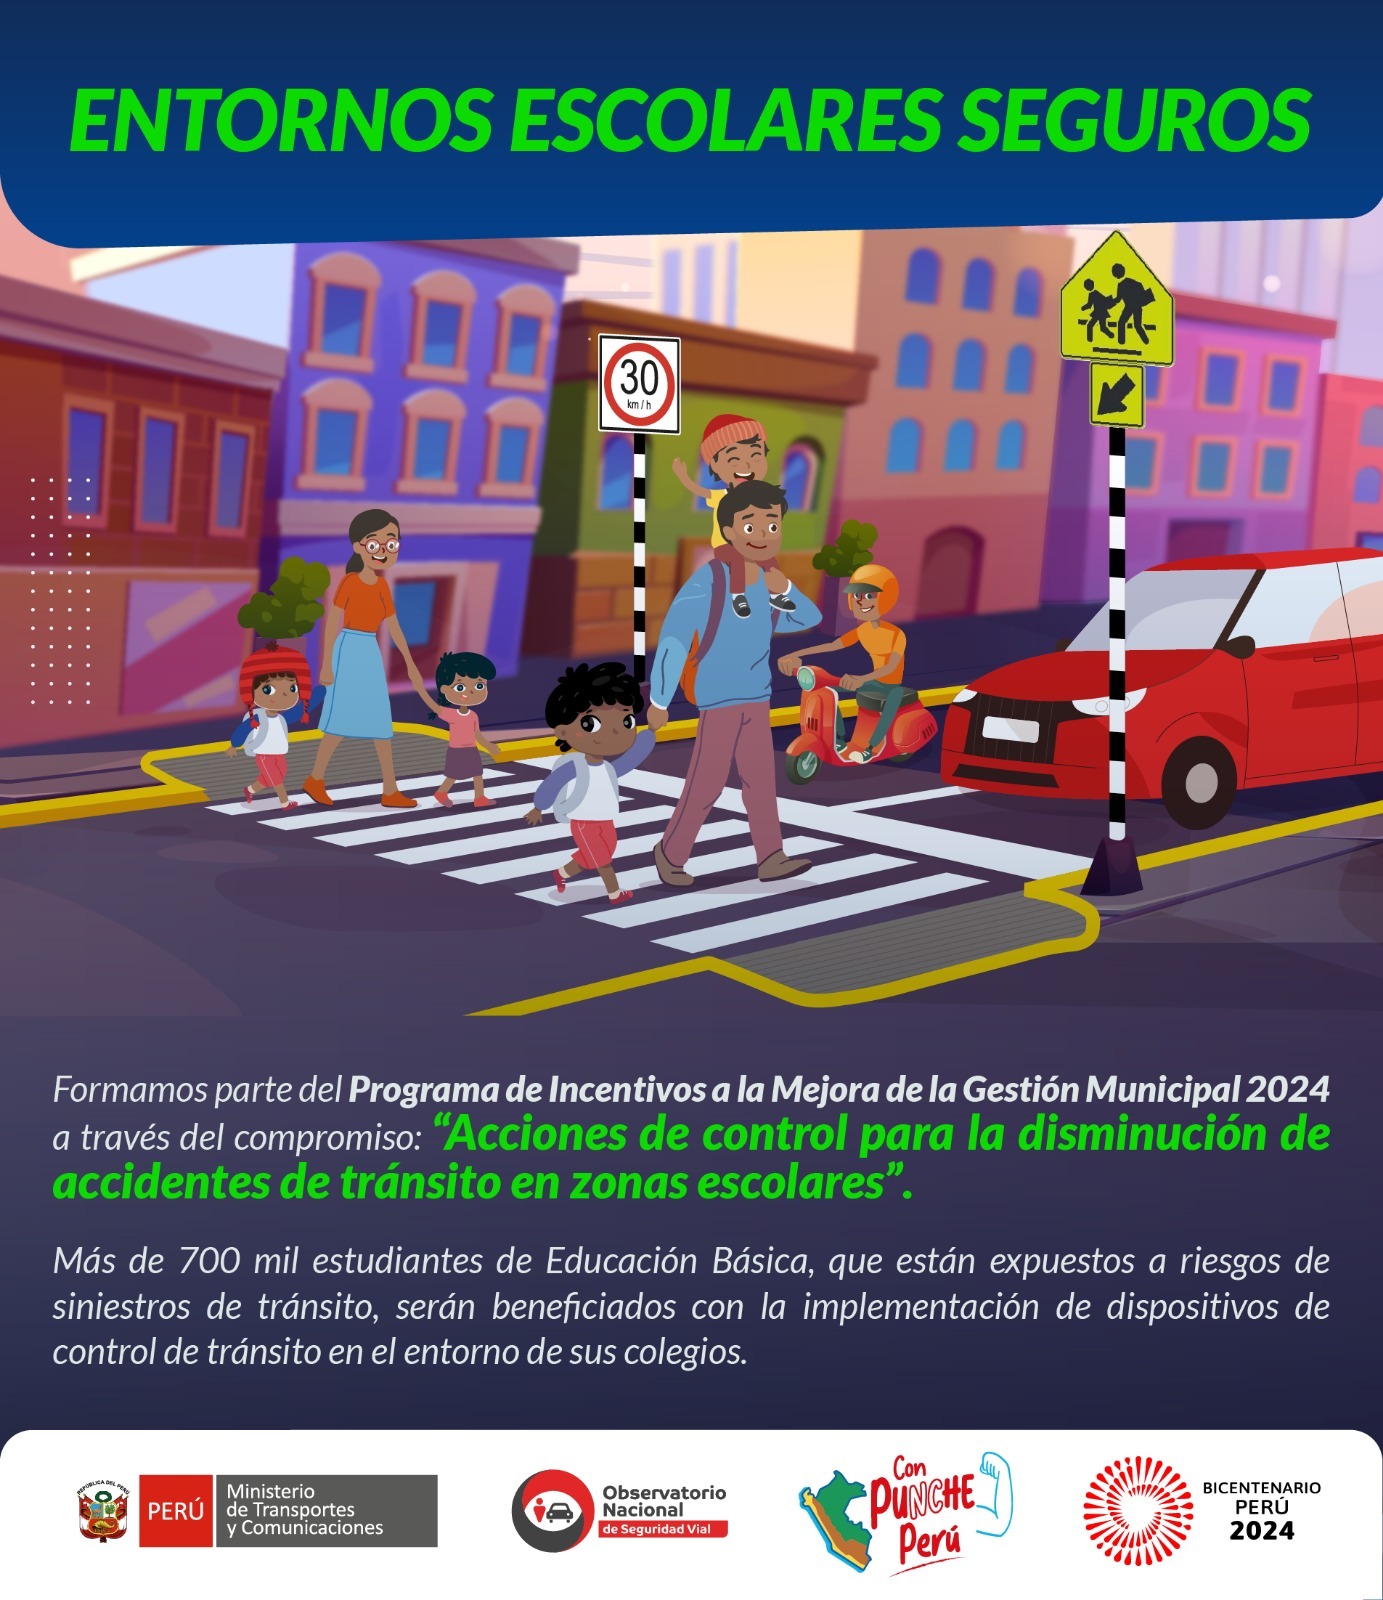 ENTORNOS ESCOLARES SEGUROS
30
km / h
Formamos parte del Programa de Incentivos a la Mejora de la Gestión Municipal 2024
a través del compromiso: “Acciones de control para la disminución de
accidentes de tránsito en zonas escolares”.
Más de 700 mil estudiantes de Educación Básica, que están expuestos a riesgos de
siniestros de tránsito, serán beneficiados con la implementación de dispositivos de
control de tránsito en el entorno de sus colegios.
REPÚBLICA DEL PERÚ
PERÚ
Ministerio
de Transportes
y Comunicaciones
Observatorio
Nacional
de Seguridad Vial
Con
PUNCHE
Perú
BICENTENARIO
PERÚ
2024